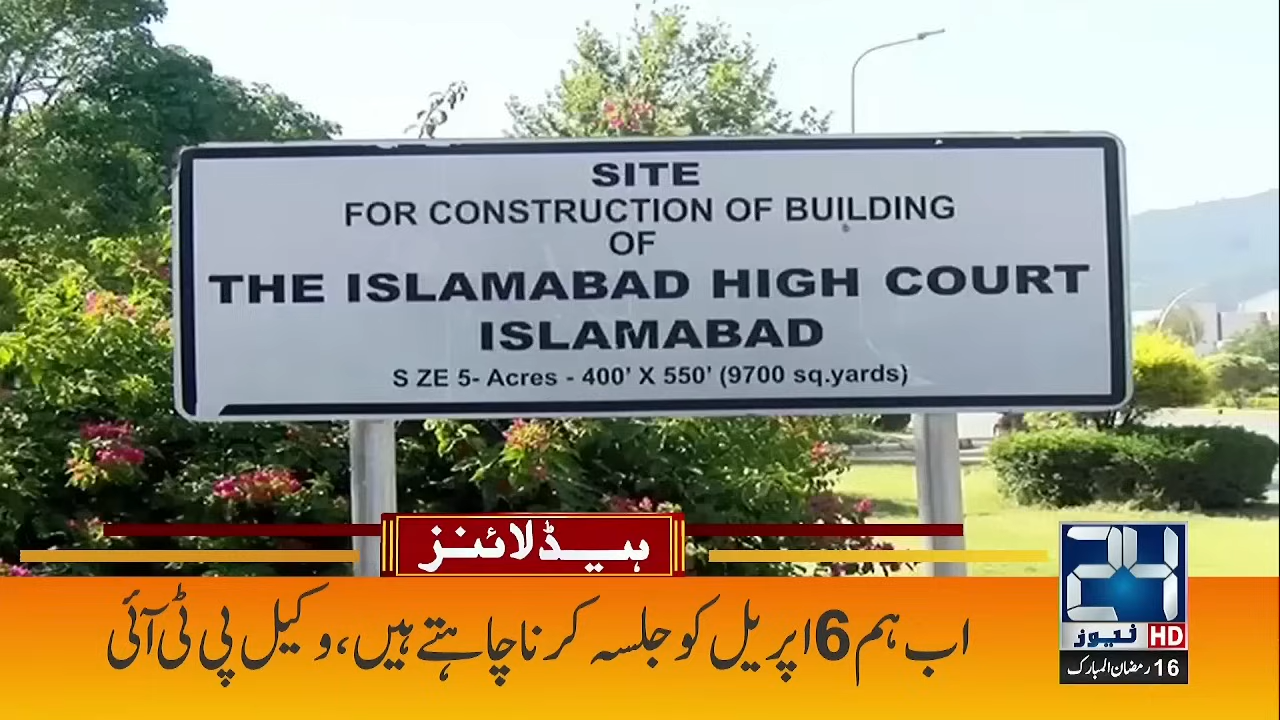 SITE
FOR CONSTRUCTION OF BUILDING
OF
THE ISLAMABAD HIGH COURT
ISLAMABAD
S ZE 5- Acres - 400' X 550' (9700 sq.yards)
ہیڈلائنز
اب ہم 6 اپریل کو جلسہ کرنا چاہتے ہیں، وکیل پی ٹی آئی
24
نیوز HD
16 رمضان المبارک